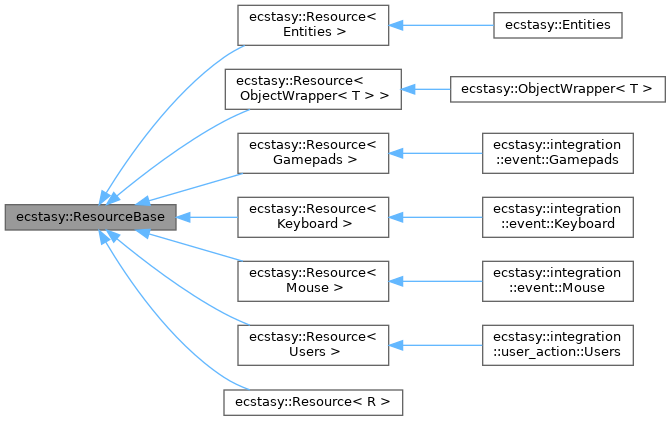 ecstasy::Resource<
Entities >
ecstasy::Entities
ecstasy::Resource<
ObjectWrapper< T > >
ecstasy::ObjectWrapper< T >
ecstasy::Resource<
Gamepads >
ecstasy::integration
::event::Gamepads
ecstasy::ResourceBase
ecstasy::Resource<
Keyboard >
ecstasy::integration
::event::Keyboard
ecstasy::Resource<
Mouse >
ecstasy::integration
::event::Mouse
ecstasy::Resource<
Users >
ecstasy::integration
::user_action::Users
ecstasy::Resource< R >